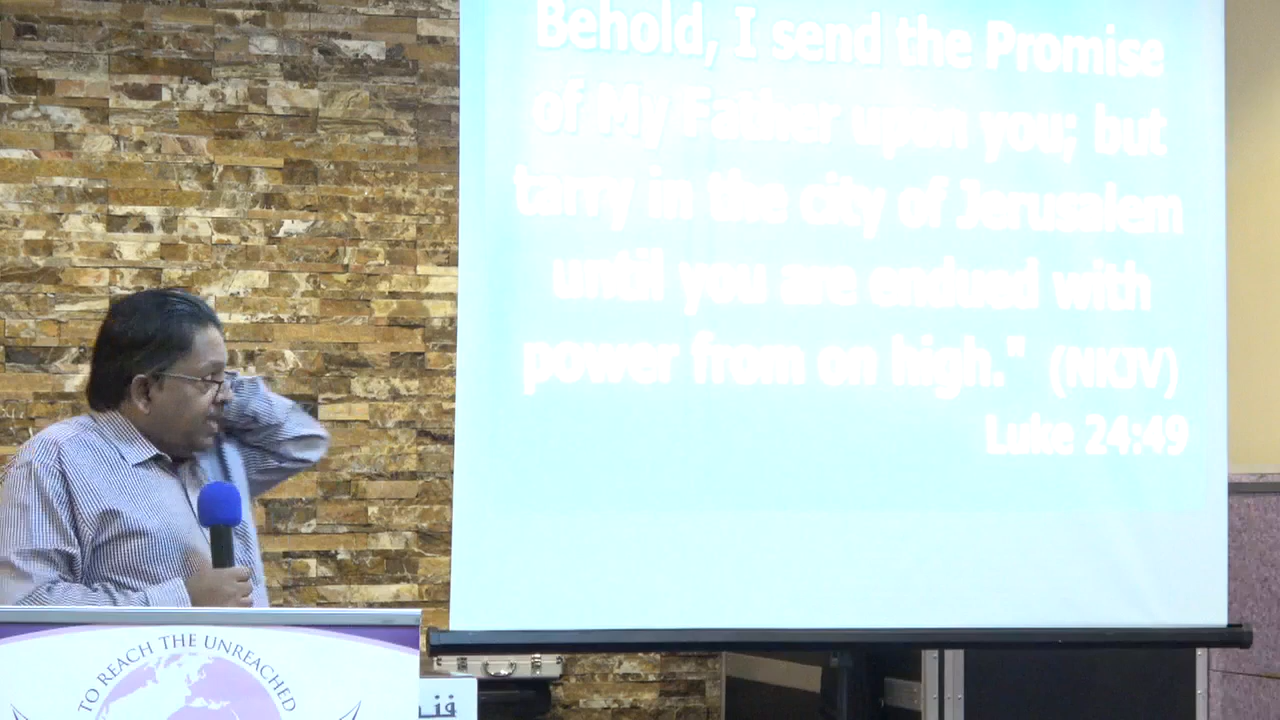 Behold, I send the Promise
of My Father upon you; but
tarry in the city of Jerusalem
until you are endued with
power from on high." (NKJV)
Luke 24:49
TO REACH THE UNREACHED